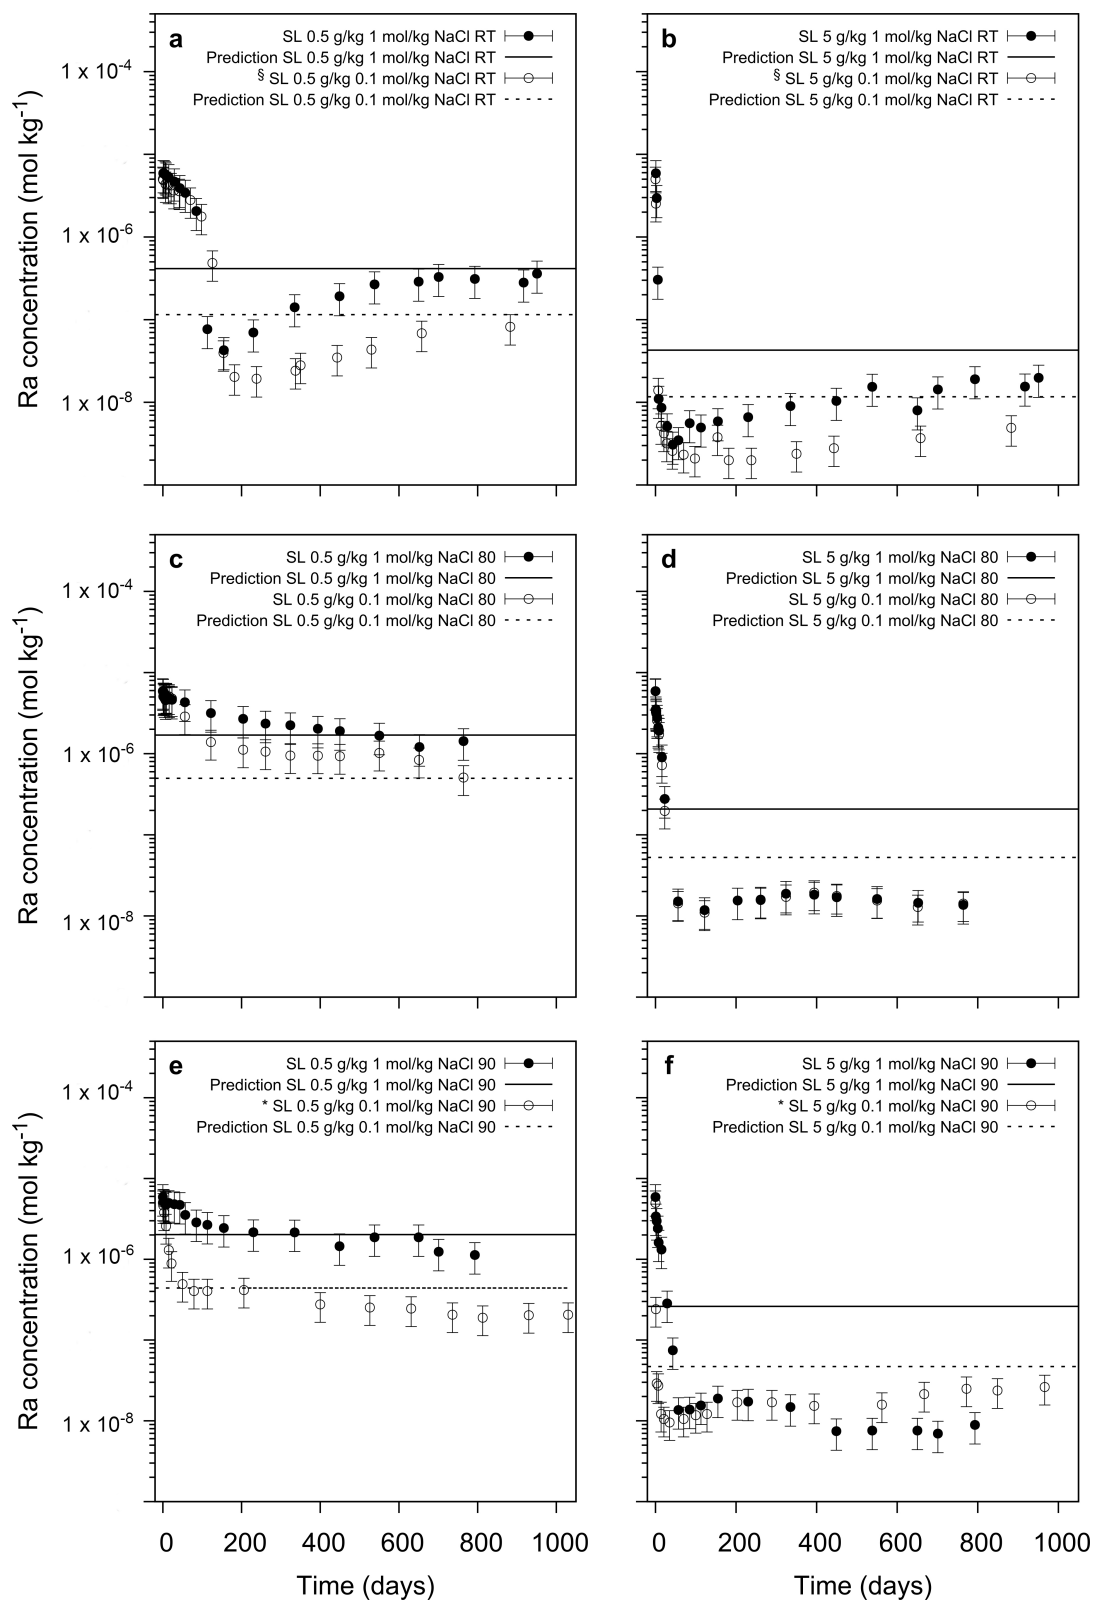 a
SL 0.5 g/kg 1 mol/kg NaCl RT
Prediction SL 0.5 g/kg 1 mol/kg NaCl RT
§ SL 0.5 g/kg 0.1 mol/kg NaCl RT
Prediction SL 0.5 g/kg 0.1 mol/kg NaCl RT
1 x 10⁻⁴
1 x 10⁻⁶
1 x 10⁻⁸
Ra concentration (mol kg⁻¹)
b
SL 5 g/kg 1 mol/kg NaCl RT
Prediction SL 5 g/kg 1 mol/kg NaCl RT
§ SL 5 g/kg 0.1 mol/kg NaCl RT
Prediction SL 5 g/kg 0.1 mol/kg NaCl RT
c
SL 0.5 g/kg 1 mol/kg NaCl 80
Prediction SL 0.5 g/kg 1 mol/kg NaCl 80
SL 0.5 g/kg 0.1 mol/kg NaCl 80
Prediction SL 0.5 g/kg 0.1 mol/kg NaCl 80
1 x 10⁻⁴
1 x 10⁻⁶
1 x 10⁻⁸
Ra concentration (mol kg⁻¹)
d
SL 5 g/kg 1 mol/kg NaCl 80
Prediction SL 5 g/kg 1 mol/kg NaCl 80
SL 5 g/kg 0.1 mol/kg NaCl 80
Prediction SL 5 g/kg 0.1 mol/kg NaCl 80
e
SL 0.5 g/kg 1 mol/kg NaCl 90
Prediction SL 0.5 g/kg 1 mol/kg NaCl 90
* SL 0.5 g/kg 0.1 mol/kg NaCl 90
Prediction SL 0.5 g/kg 0.1 mol/kg NaCl 90
1 x 10⁻⁴
1 x 10⁻⁶
1 x 10⁻⁸
Ra concentration (mol kg⁻¹)
0 200 400 600 800 1000
Time (days)
f
SL 5 g/kg 1 mol/kg NaCl 90
Prediction SL 5 g/kg 1 mol/kg NaCl 90
* SL 5 g/kg 0.1 mol/kg NaCl 90
Prediction SL 5 g/kg 0.1 mol/kg NaCl 90
0 200 400 600 800 1000
Time (days)